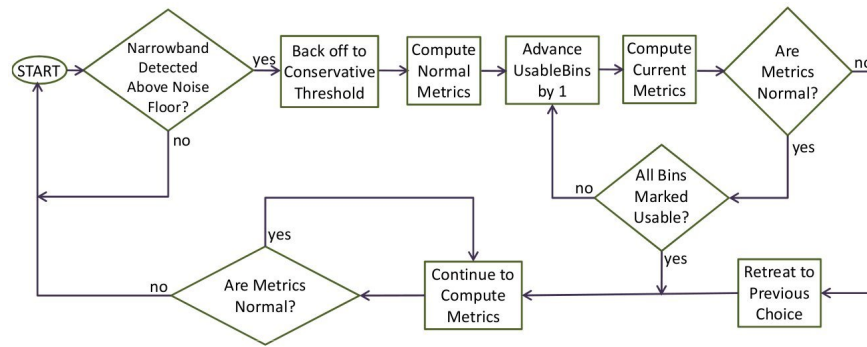 START
Narrowband
Detected
Above Noise
Floor?
yes
no
Back off to
Conservative
Threshold
Compute
Normal
Metrics
Advance
UsableBins
by 1
Compute
Current
Metrics
Are
Metrics
Normal?
no
yes
All Bins
Marked
Usable?
no
yes
Retreat to
Previous
Choice
Continue to
Compute
Metrics
yes
Are Metrics
Normal?
no